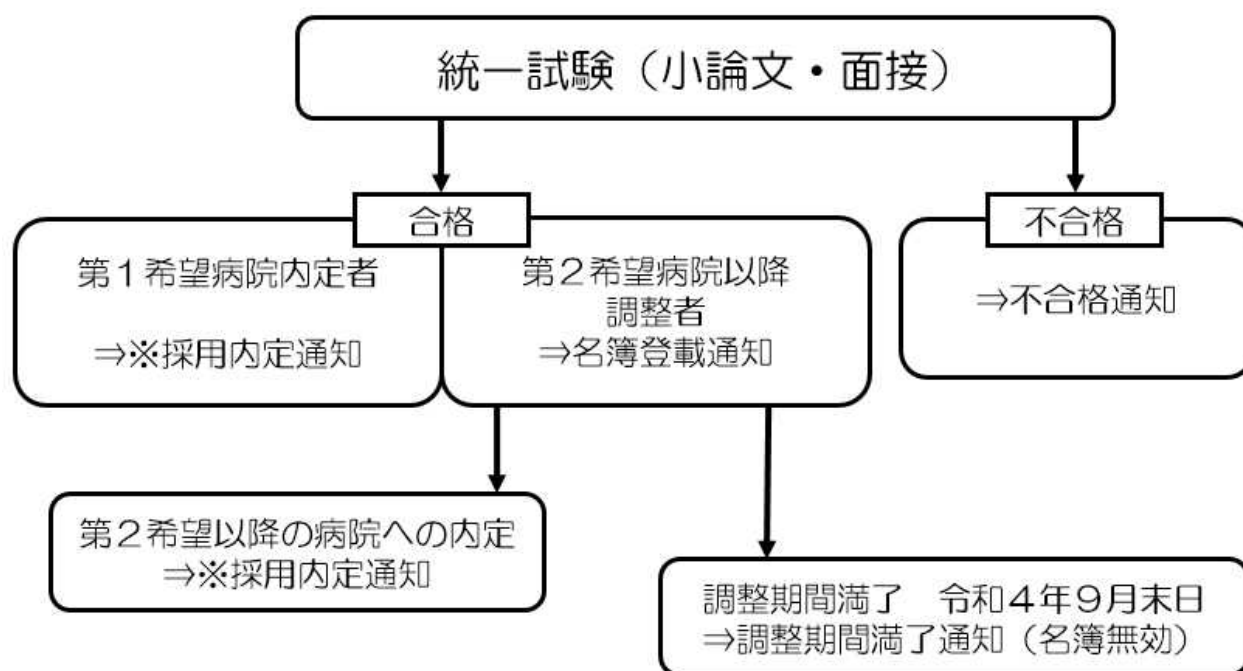 統一試験（小論文・面接）
合格
不合格
第１希望病院内定者
⇒※採用内定通知
第２希望病院以降
調整者
⇒名簿登載通知
⇒不合格通知
第２希望以降の病院への内定
⇒※採用内定通知
調整期間満了　令和４年９月末日
⇒調整期間満了通知（名簿無効）